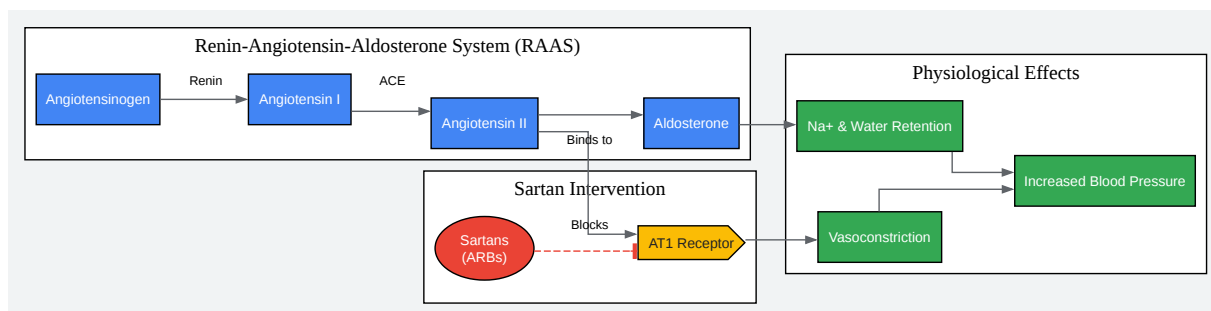 Renin-Angiotensin-Aldosterone System (RAAS)
Angiotensinogen
Renin
Angiotensin I
ACE
Angiotensin II
Aldosterone
Binds to
Physiological Effects
Na+ & Water Retention
Increased Blood Pressure
Vasoconstriction
Sartan Intervention
Sartans
(ARBs)
Blocks
AT1 Receptor